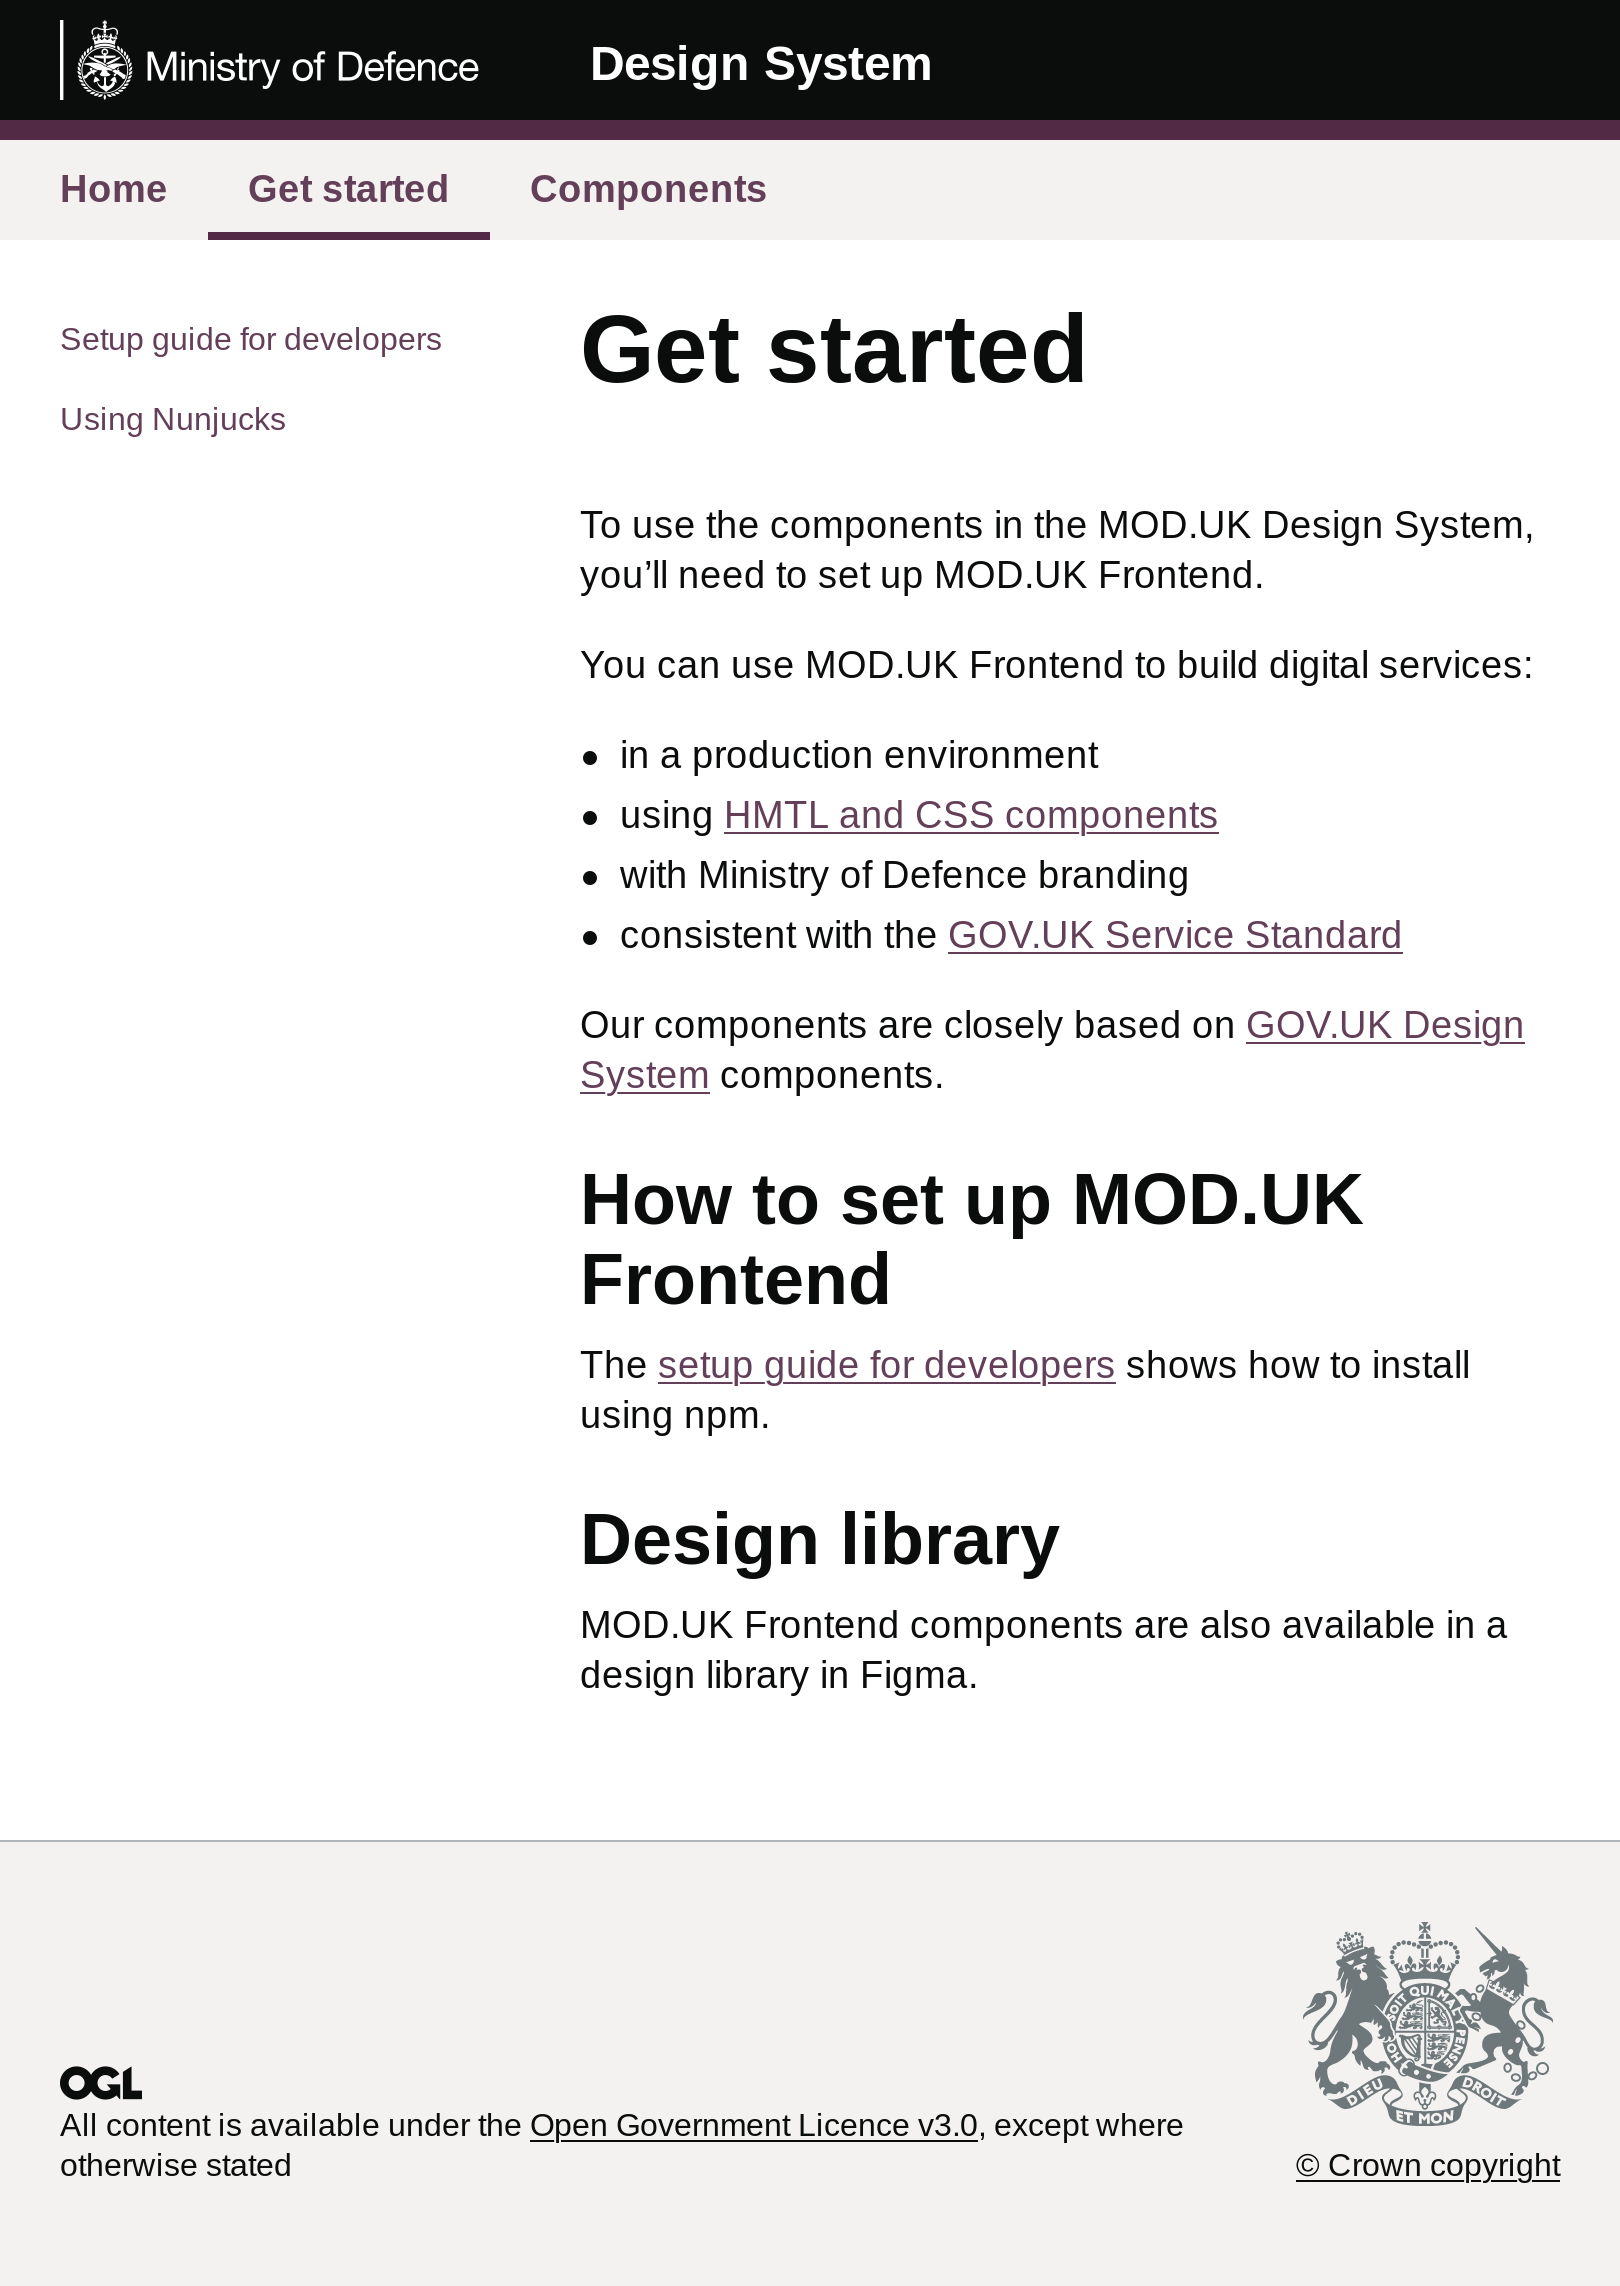 Ministry of Defence
Design System
Home
Get started
Components
Setup guide for developers
Using Nunjucks
Get started
To use the components in the MOD.UK Design System,
you’ll need to set up MOD.UK Frontend.
You can use MOD.UK Frontend to build digital services:
• in a production environment
• using HMTL and CSS components
• with Ministry of Defence branding
• consistent with the GOV.UK Service Standard
Our components are closely based on GOV.UK Design
System components.
How to set up MOD.UK
Frontend
The setup guide for developers shows how to install
using npm.
Design library
MOD.UK Frontend components are also available in a
design library in Figma.
OGL
All content is available under the Open Government Licence v3.0, except where
otherwise stated
SOIT QUI MAL
PENSE
DIEU
ET MON
DROIT
© Crown copyright